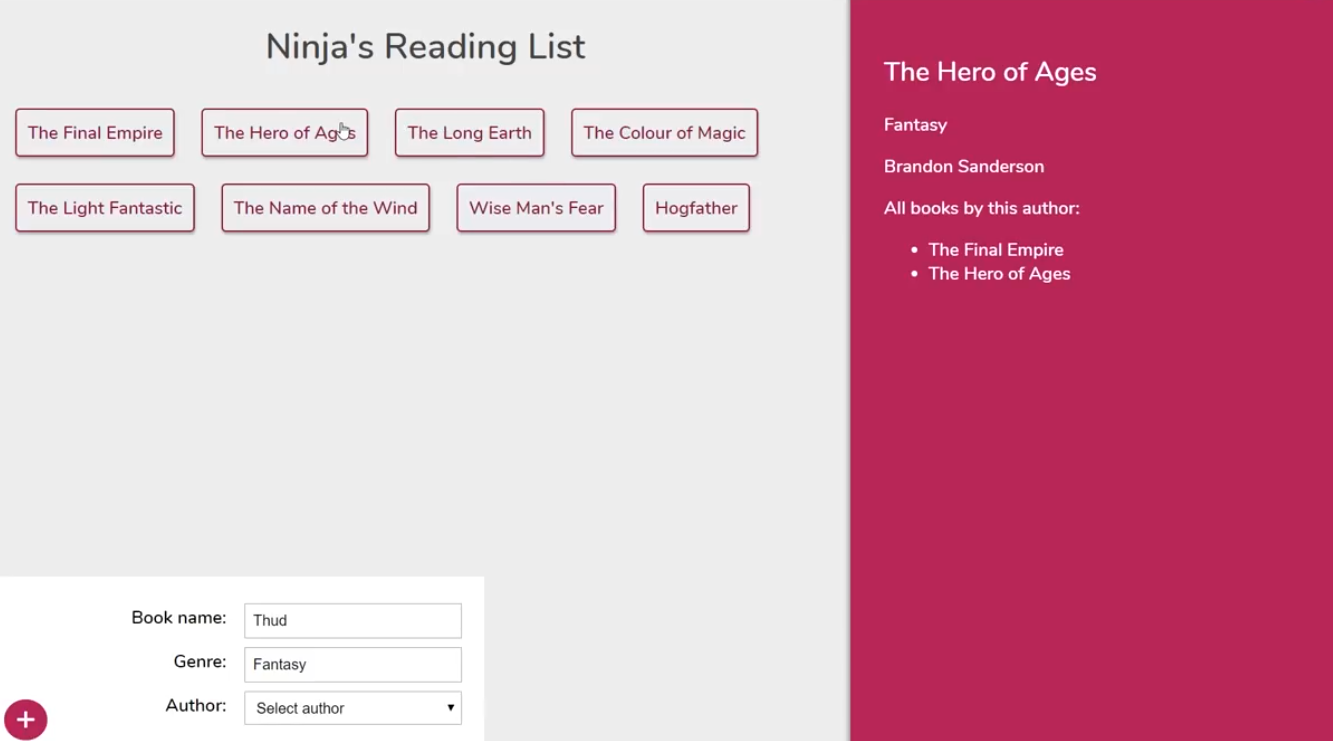 Ninja's Reading List
The Final Empire
The Hero of Ages
The Long Earth
The Colour of Magic
The Light Fantastic
The Name of the Wind
Wise Man's Fear
Hogfather
Book name:
Thud
Genre:
Fantasy
Author:
Select author
+
The Hero of Ages
Fantasy
Brandon Sanderson
All books by this author:
• The Final Empire
• The Hero of Ages